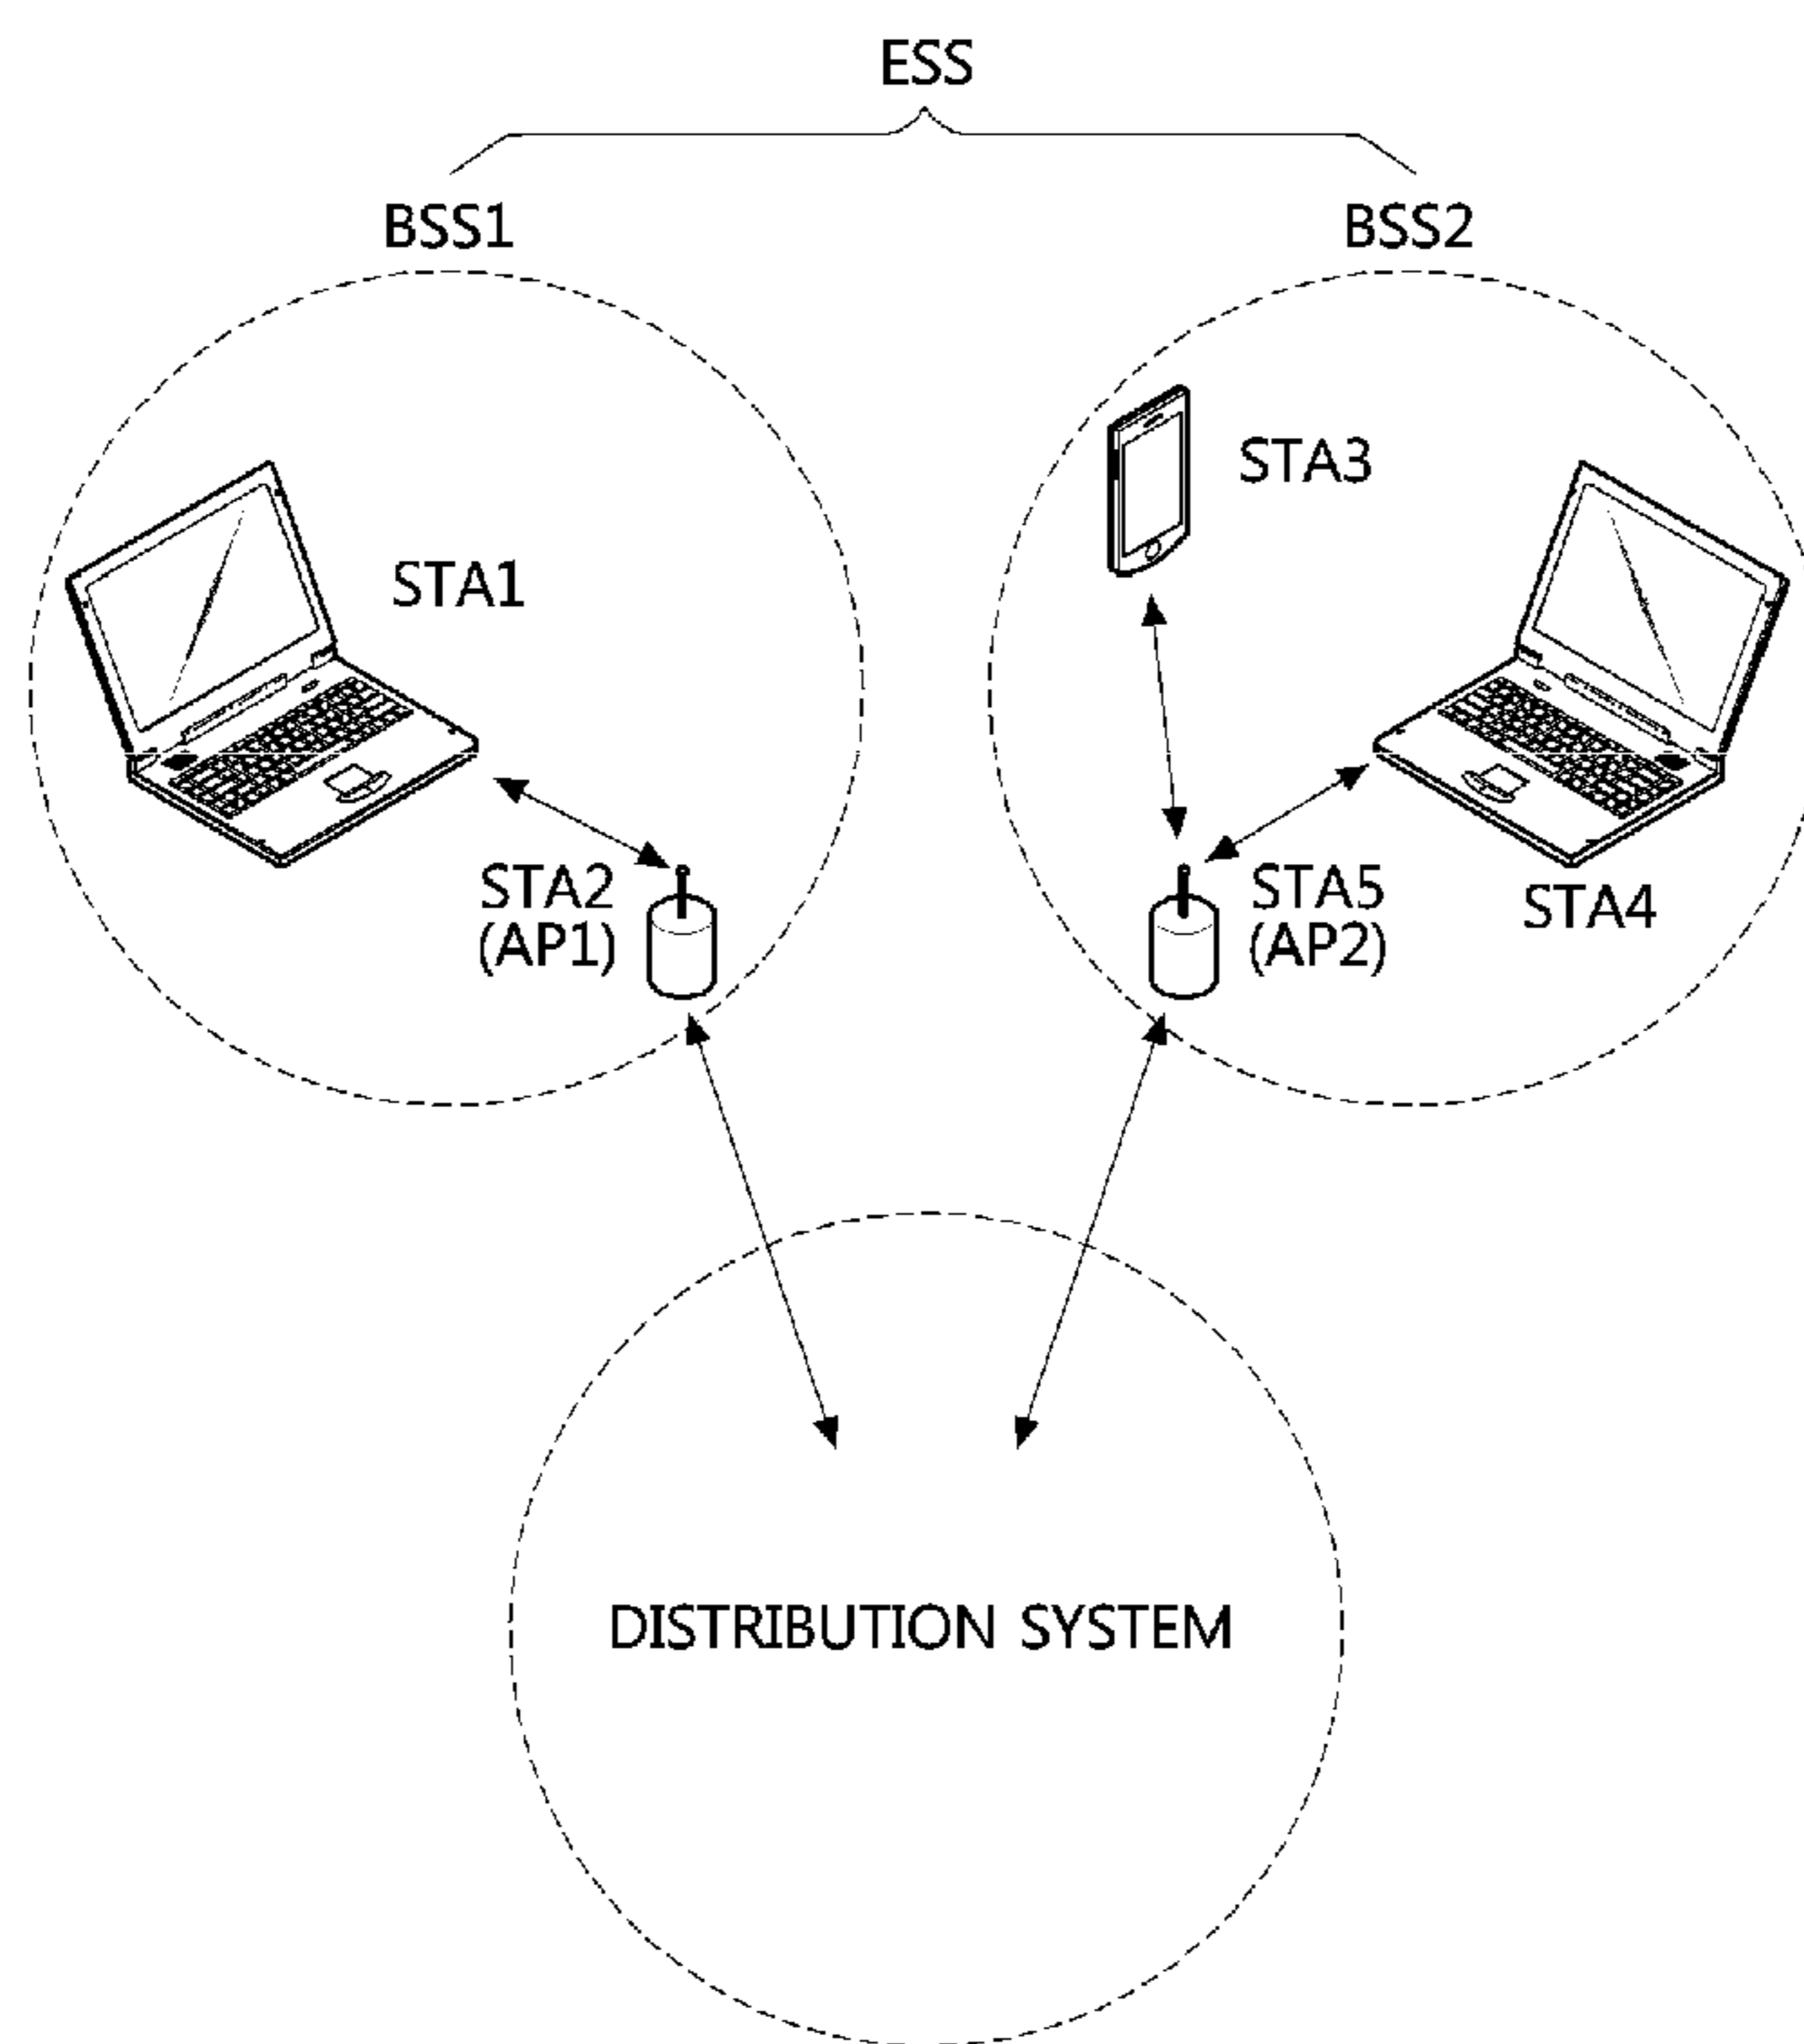 ESS
BSS1
BSS2
STA3
STA1
STA2
(AP1)
STA5
(AP2)
STA4
DISTRIBUTION SYSTEM